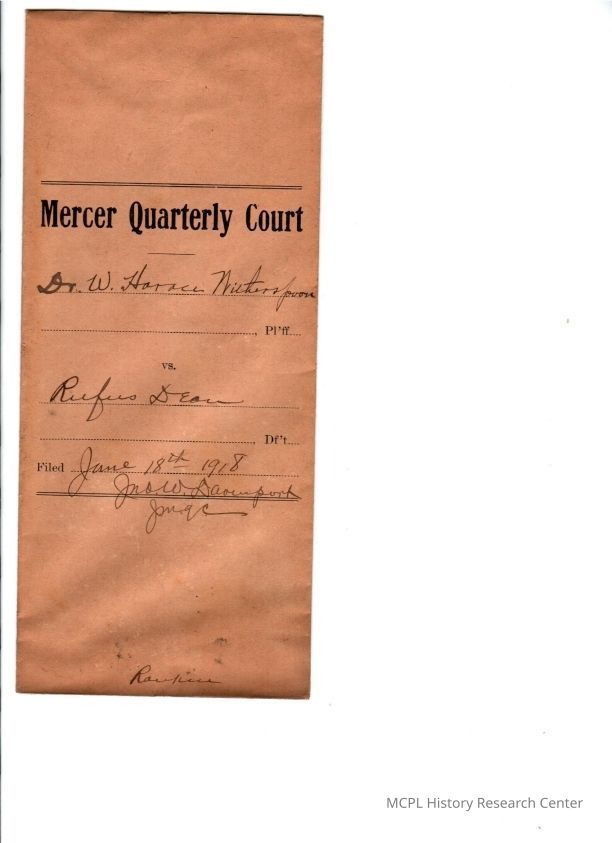 Mercer Quarterly Court
Dr. W. Horace Witherspoon
Pl'ff.
vs.
Rufus Dean
Df't.
Filed June 18th 1918
Jno W. Davenport
JMQC
Rankin
MCPL History Research Center